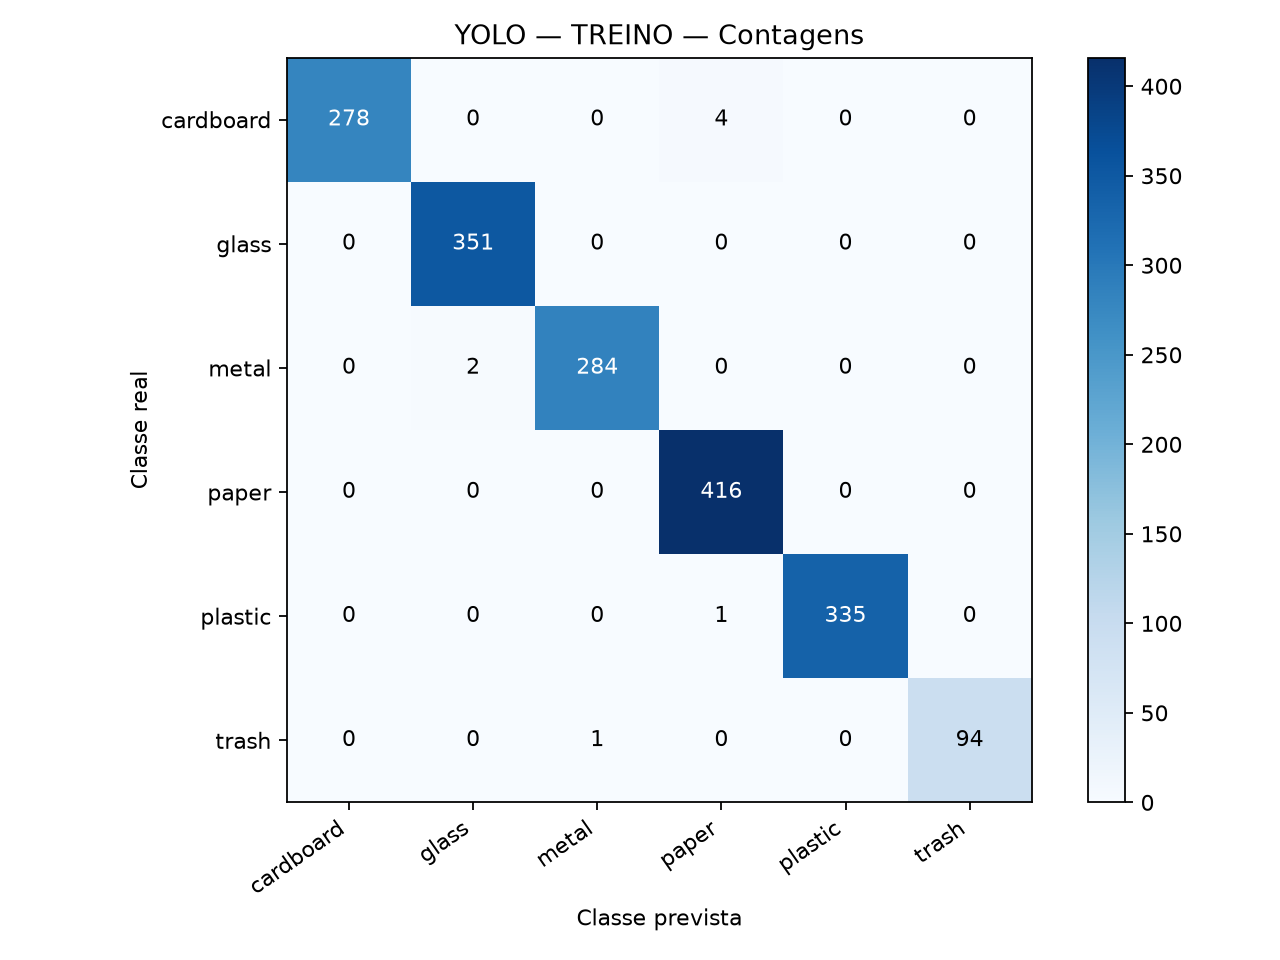 YOLO — TREINO — Contagens
cardboard 278 0 0 4 0 0
glass 0 351 0 0 0 0
metal 0 2 284 0 0 0
paper 0 0 0 416 0 0
plastic 0 0 0 1 335 0
trash 0 0 1 0 0 94
cardboard glass metal paper plastic trash
Classe prevista
Classe real
400
350
300
250
200
150
100
50
0